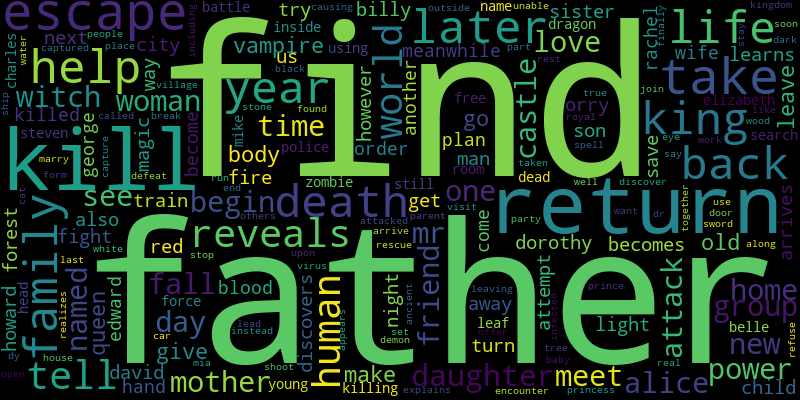 escape
find
father
kill
return
help
witch
woman
year
later
life
take
king
back
love
castle
world
time
body
fire
death
begin
see
train
reveals
family
named
queen
fall
day
give
tell
mother
human
night
friend
mr
daughter
meet
alice
attack
group
home
new
power
old
becomes
one
get
dorothy
come
away
attempt
light
leaf
turn
make
killing
young
discovers
blood
red
fight
also
forest
howard
edward
david
hand
george
magic
become
way
city
next
killed
steven
charles
vampire
try
inside
billy
battle
meanwhile
using
us
however
another
order
mike
police
zombie
still
dead
man
plan
go
free
room
orry
son
save
rachel
wife
learns
leave
sister
name
unable
dragon
outside
part
causing
including
black
stone
found
village
called
break
captured
people
place
water
ship
marry
form
capture
defeat
run
end
others
attacked
arrive
rescue
parent
visit
party
want
dr
well
taken
spell
royal
true
discover
say
eye
join
work
wood
like
search
elizabeth
dark
soon
kingdom
finally
stay
rest
together
use
door
sword
along
arrives
refuse
belle
child
real
princess
prince
tree
baby
infected
offer
leaving
encounter
explains
ancient
set
demon
appears
upon
virus
stop
white
force
lead
instead
car
mia
shoot
house
open
realizes
last
head
cat